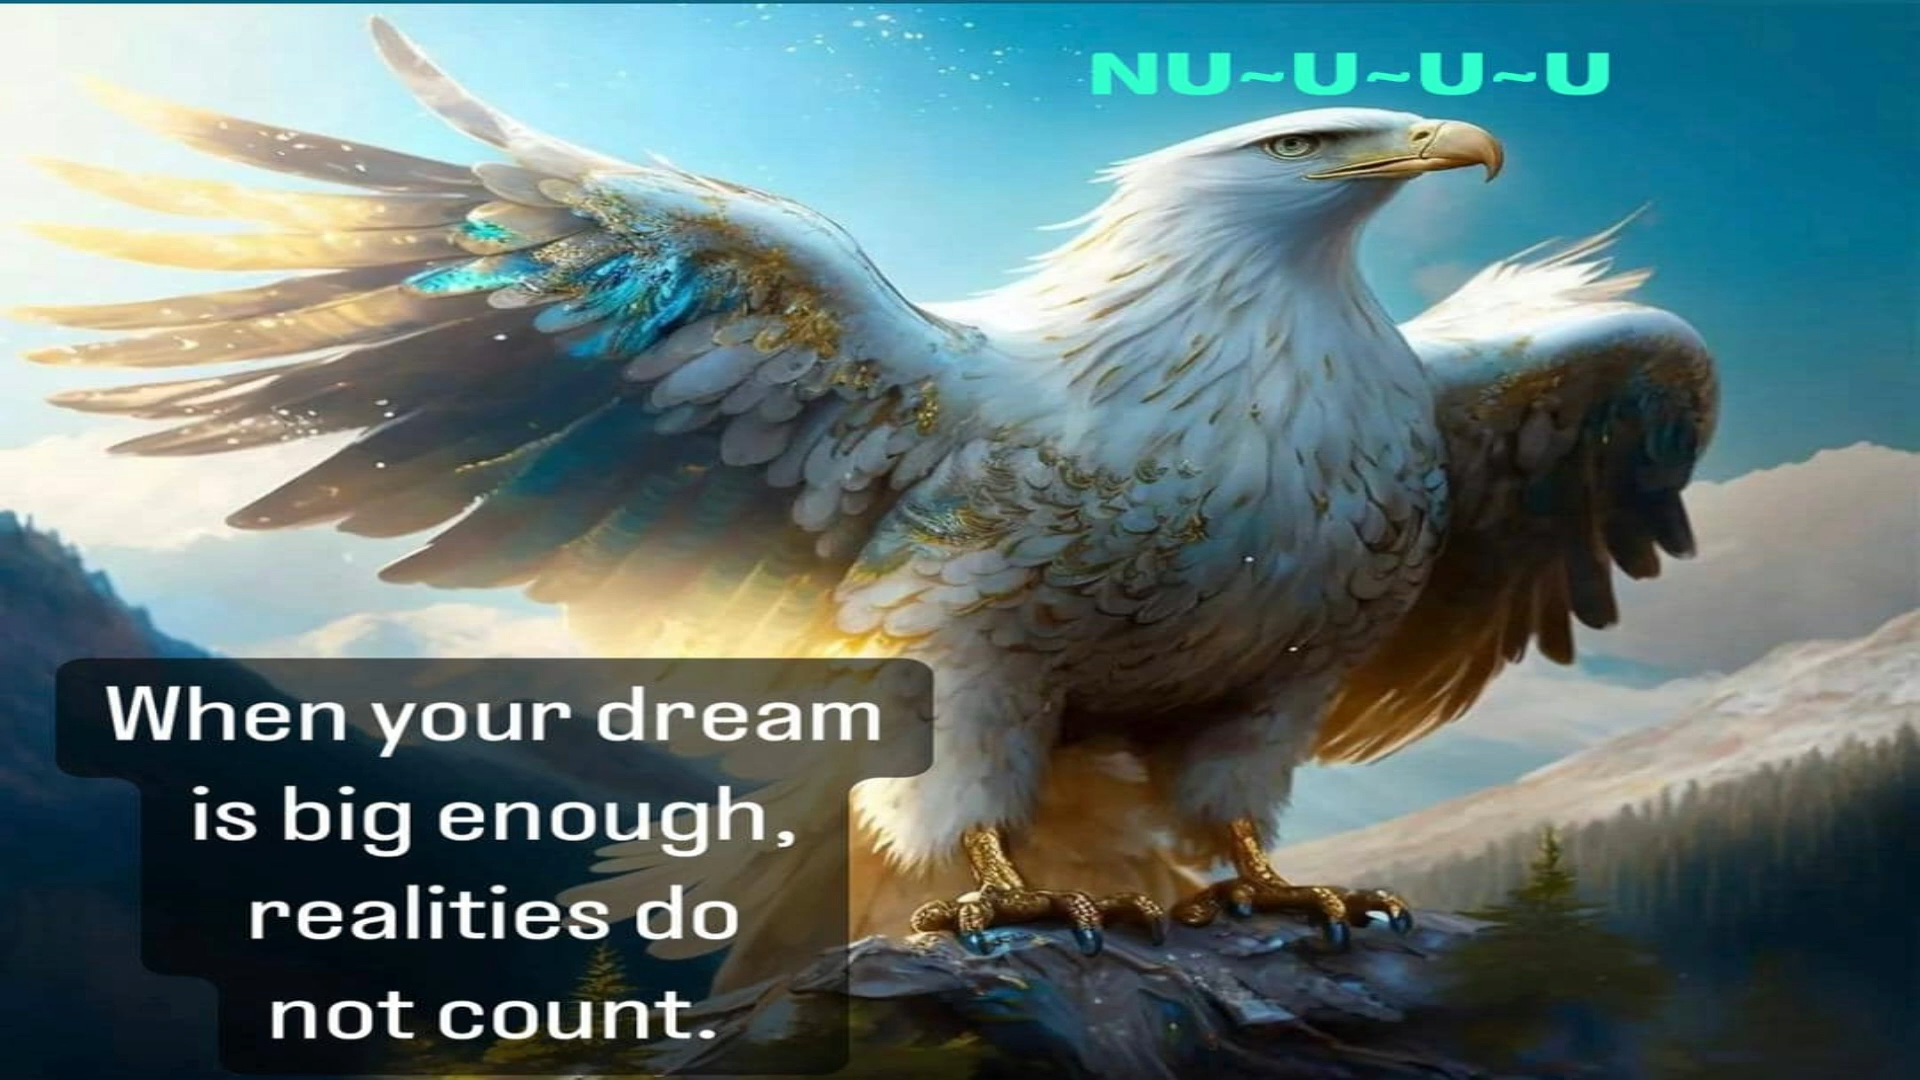 NU~U~U~U
When your dream
is big enough,
realities do
not count.